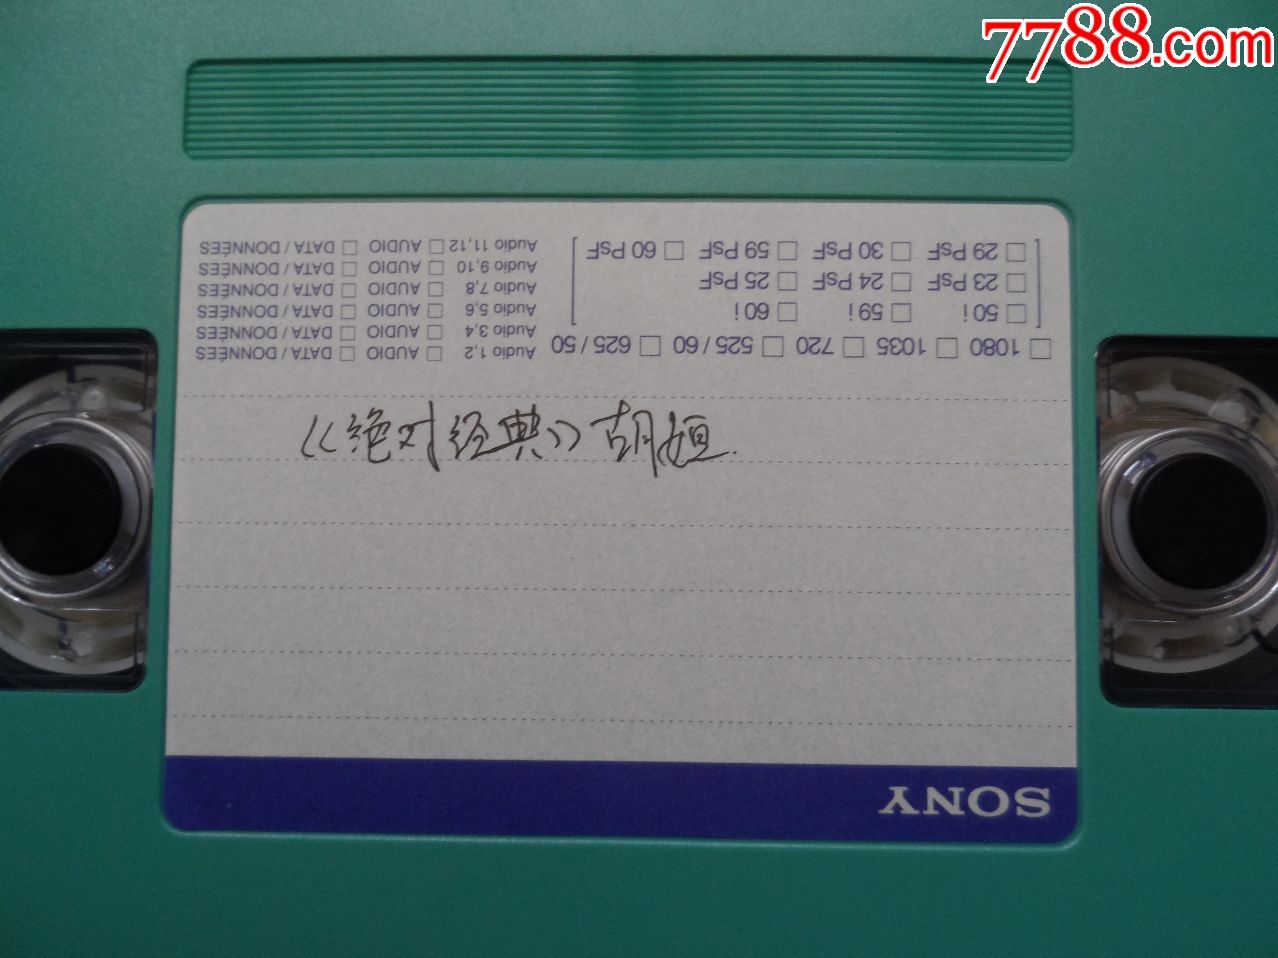 7788.com
《绝对经典》胡姮.
SONY
□ 1080 □ 1035 □ 720 □ 525 / 60 □ 625 / 50
□ 50 i □ 59 i □ 60 i
□ 23 PsF □ 24 PsF □ 25 PsF
□ 29 PsF □ 30 PsF □ 59 PsF □ 60 PsF
Audio 1,2 □ AUDIO □ DATA / DONNÉES
Audio 3,4 □ AUDIO □ DATA / DONNÉES
Audio 5,6 □ AUDIO □ DATA / DONNÉES
Audio 7,8 □ AUDIO □ DATA / DONNÉES
Audio 9,10 □ AUDIO □ DATA / DONNÉES
Audio 11,12 □ AUDIO □ DATA / DONNÉES